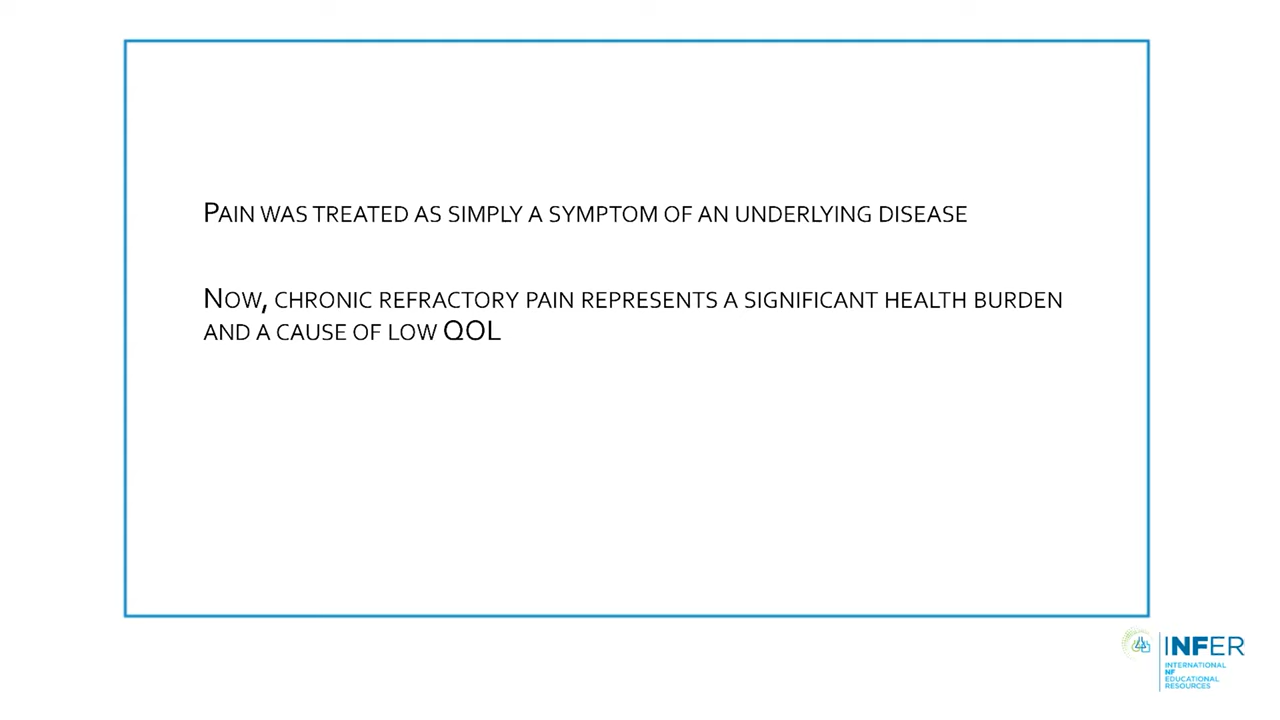 PAIN WAS TREATED AS SIMPLY A SYMPTOM OF AN UNDERLYING DISEASE
NOW, CHRONIC REFRACTORY PAIN REPRESENTS A SIGNIFICANT HEALTH BURDEN
AND A CAUSE OF LOW QOL
INFER
INTERNATIONAL
NF
EDUCATIONAL
RESOURCES